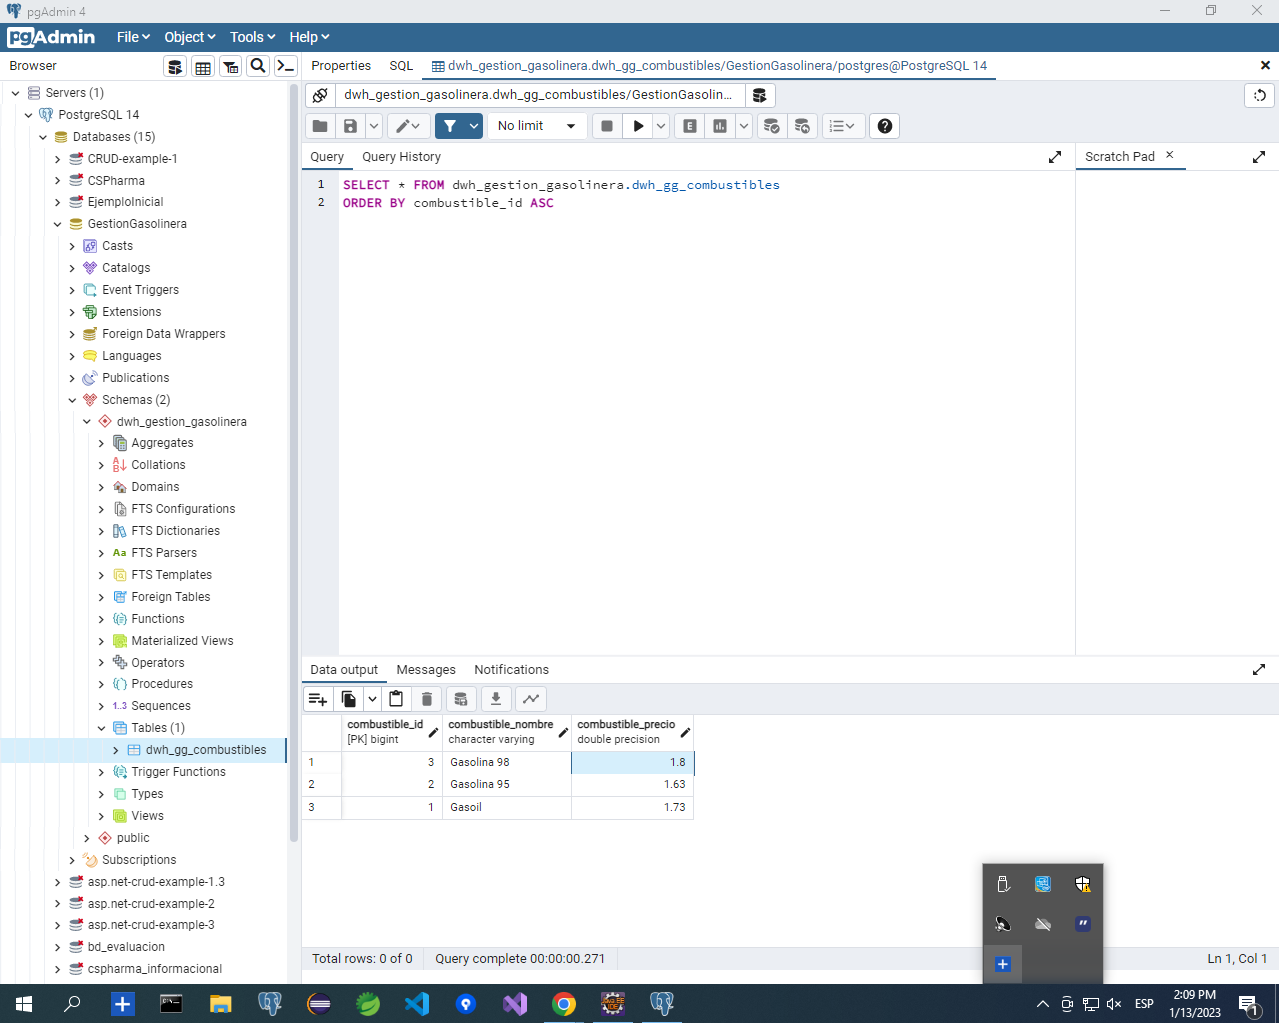 pgAdmin 4
pgAdmin File Object Tools Help
Browser
Properties SQL dwh_gestion_gasolinera.dwh_gg_combustibles/GestionGasolinera/postgres@PostgreSQL 14
Servers (1)
PostgreSQL 14
Databases (15)
CRUD-example-1
CSPharma
EjemploInicial
GestionGasolinera
Casts
Catalogs
Event Triggers
Extensions
Foreign Data Wrappers
Languages
Publications
Schemas (2)
dwh_gestion_gasolinera
Aggregates
Collations
Domains
FTS Configurations
FTS Dictionaries
Aa FTS Parsers
FTS Templates
Foreign Tables
Functions
Materialized Views
Operators
Procedures
1..3 Sequences
Tables (1)
dwh_gg_combustibles
Trigger Functions
Types
Views
public
Subscriptions
asp.net-crud-example-1.3
asp.net-crud-example-2
asp.net-crud-example-3
bd_evaluacion
cspharma_informacional
dwh_gestion_gasolinera.dwh_gg_combustibles/GestionGasolin...
No limit
E
Query Query History
Scratch Pad
1 SELECT * FROM dwh_gestion_gasolinera.dwh_gg_combustibles
2 ORDER BY combustible_id ASC
Data output Messages Notifications
combustible_id combustible_nombre combustible_precio
[PK] bigint character varying double precision
1 3 Gasolina 98 1.8
2 2 Gasolina 95 1.63
3 1 Gasoil 1.73
Total rows: 0 of 0 Query complete 00:00:00.271 Ln 1, Col 1
ESP
2:09 PM
1/13/2023
1